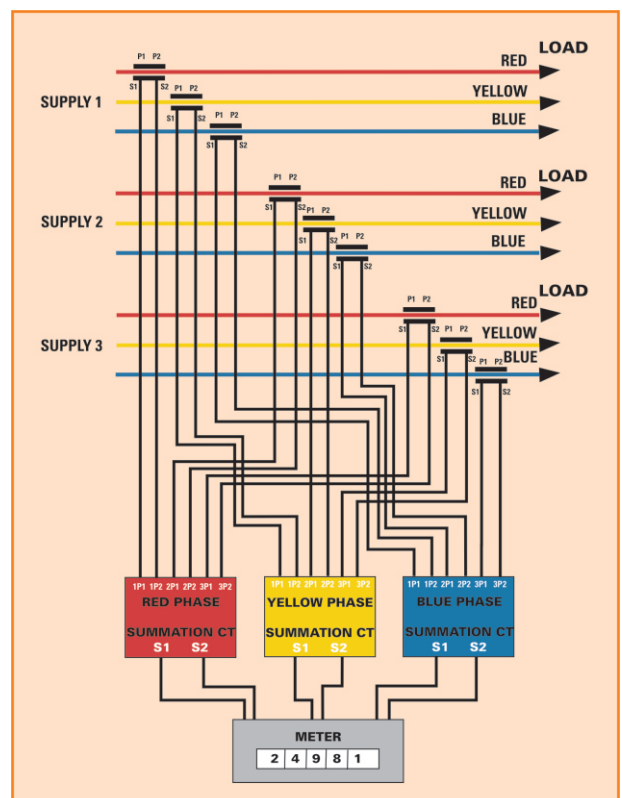 LOAD
P1 P2 RED
S1 S2 YELLOW
P1 P2
SUPPLY 1
S1 S2 P1 P2 BLUE
S1 S2
LOAD
P1 P2 RED
S1 S2 P1 P2 YELLOW
SUPPLY 2
S1 S2 P1 P2 BLUE
S1 S2
LOAD
P1 P2 RED
S1 S2 P1 P2 YELLOW
SUPPLY 3
S1 S2 P1 P2 BLUE
S1 S2
1P1 1P2 2P1 2P2 3P1 3P2
RED PHASE
SUMMATION CT
S1 S2
1P1 1P2 2P1 2P2 3P1 3P2
YELLOW PHASE
SUMMATION CT
S1 S2
1P1 1P2 2P1 2P2 3P1 3P2
BLUE PHASE
SUMMATION CT
S1 S2
METER
2 4 9 8 1